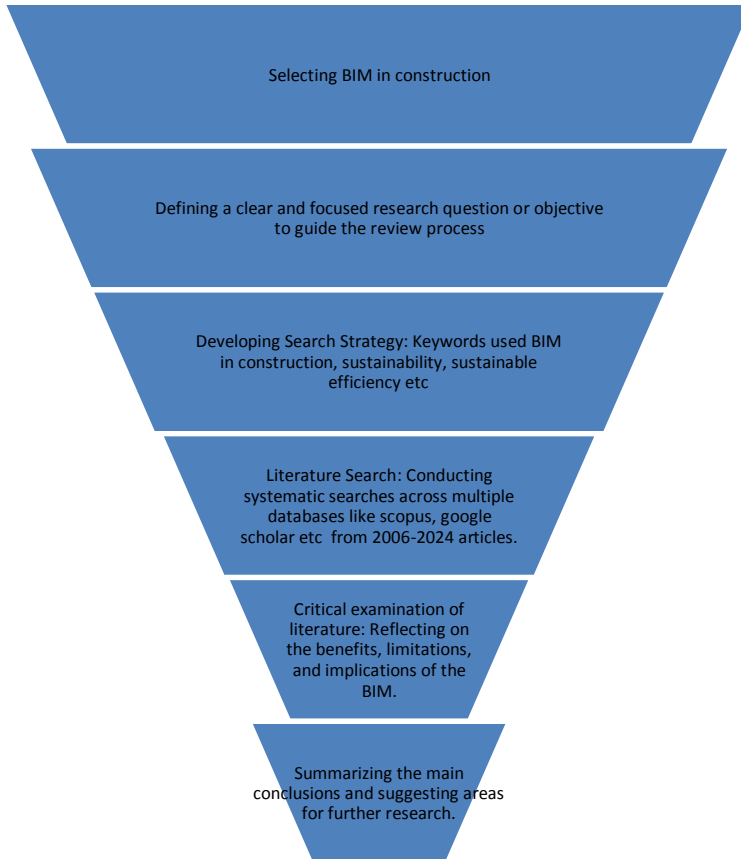 Selecting BIM in construction
Defining a clear and focused research question or objective
to guide the review process
Developing Search Strategy: Keywords used BIM
in construction, sustainability, sustainable
efficiency etc
Literature Search: Conducting
systematic searches across multiple
databases like scopus, google
scholar etc  from 2006-2024 articles.
Critical examination of
literature: Reflecting on
the benefits, limitations,
and implications of the
BIM.
Summarizing the main
conclusions and suggesting areas
for further research.